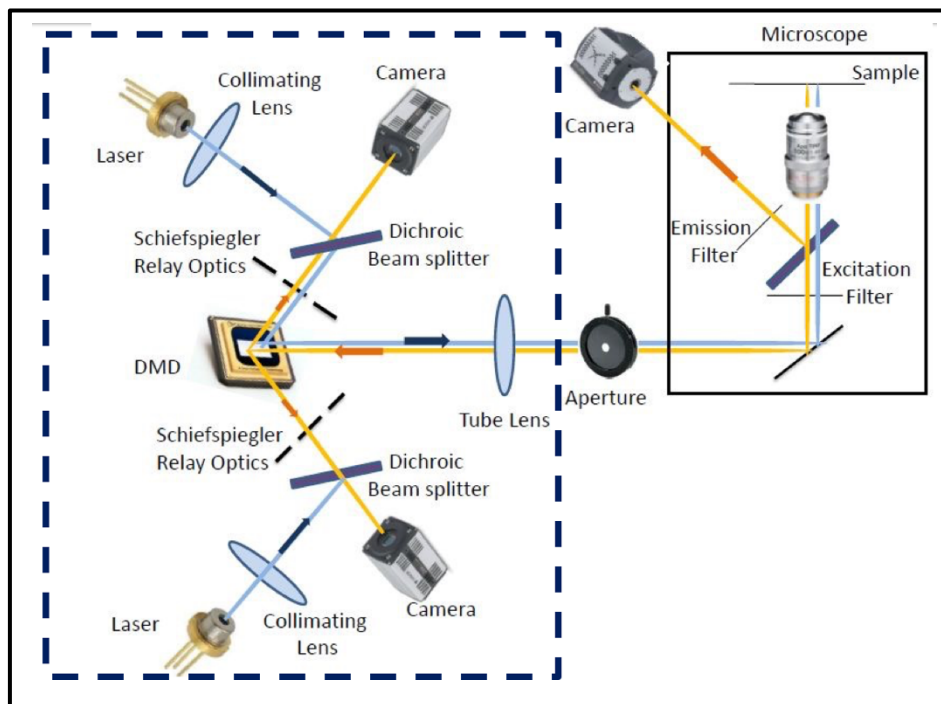 Microscope
Collimating
Lens
Camera
Sample
Laser
Camera
Schiefspiegler
Relay Optics
Dichroic
Beam splitter
Emission
Filter
Excitation
Filter
DMD
Tube Lens
Aperture
Schiefspiegler
Relay Optics
Dichroic
Beam splitter
Laser
Collimating
Lens
Camera